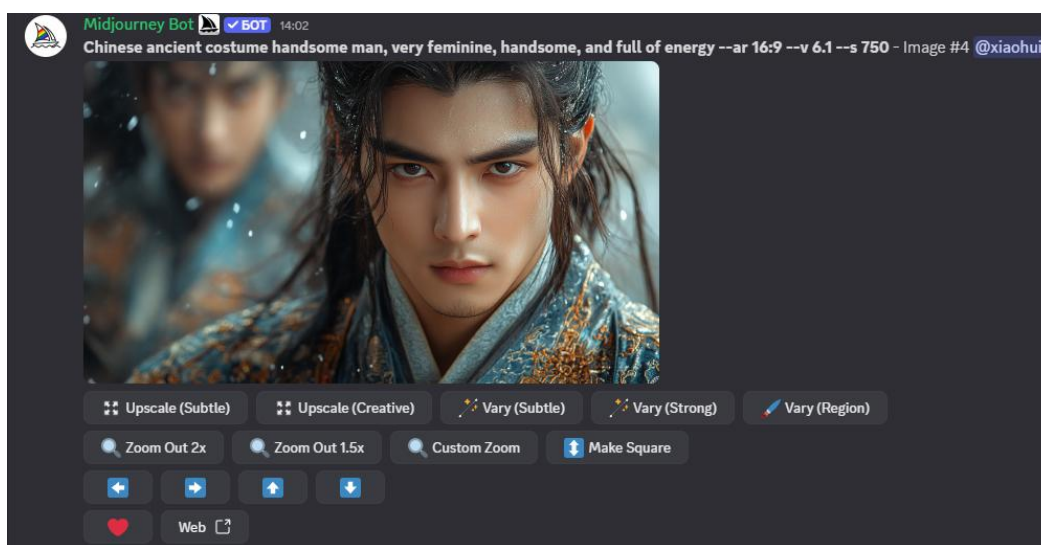 Midjourney Bot ✓ БОТ 14:02
Chinese ancient costume handsome man, very feminine, handsome, and full of energy --ar 16:9 --v 6.1 --s 750 - Image #4 @xiaohui
Upscale (Subtle) Upscale (Creative) Vary (Subtle) Vary (Strong) Vary (Region)
Zoom Out 2x Zoom Out 1.5x Custom Zoom Make Square
Web